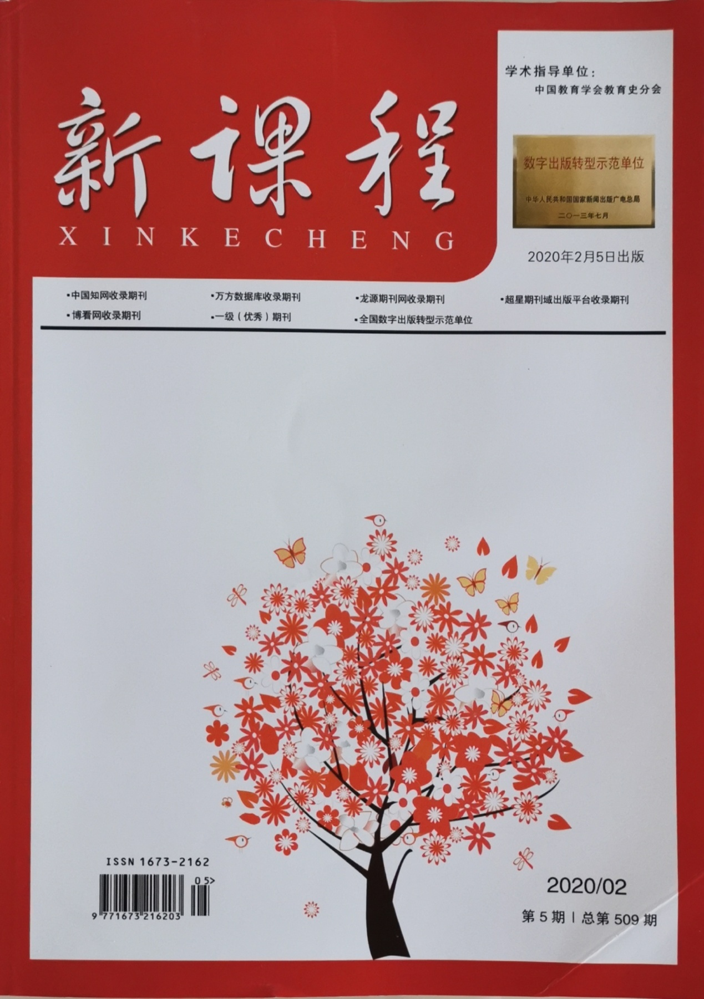 学术指导单位：
中国教育学会教育史分会
新课程
XINKECHENG
数字出版转型示范单位
中华人民共和国国家新闻出版广电总局
二〇一三年七月
2020年2月5日出版
·中国知网收录期刊 ·万方数据库收录期刊 ·龙源期刊网收录期刊 ·超星期刊域出版平台收录期刊
·博看网收录期刊 ·一级（优秀）期刊 ·全国数字出版转型示范单位
ISSN 1673-2162
05>
9 771673 216203
2020/02
第 5 期 | 总第 509 期